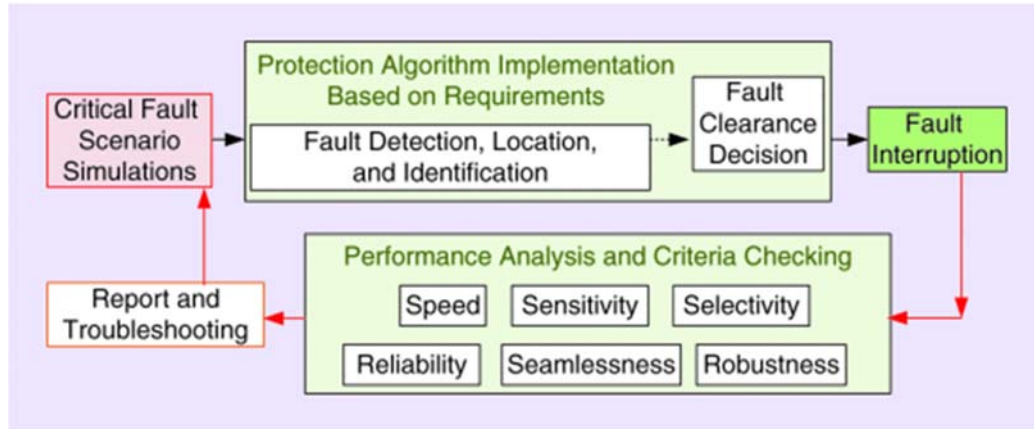 Protection Algorithm Implementation
Based on Requirements
Critical Fault
Scenario
Simulations
Fault Detection, Location,
and Identification
Fault
Clearance
Decision
Fault
Interruption
Performance Analysis and Criteria Checking
Speed
Sensitivity
Selectivity
Reliability
Seamlessness
Robustness
Report and
Troubleshooting